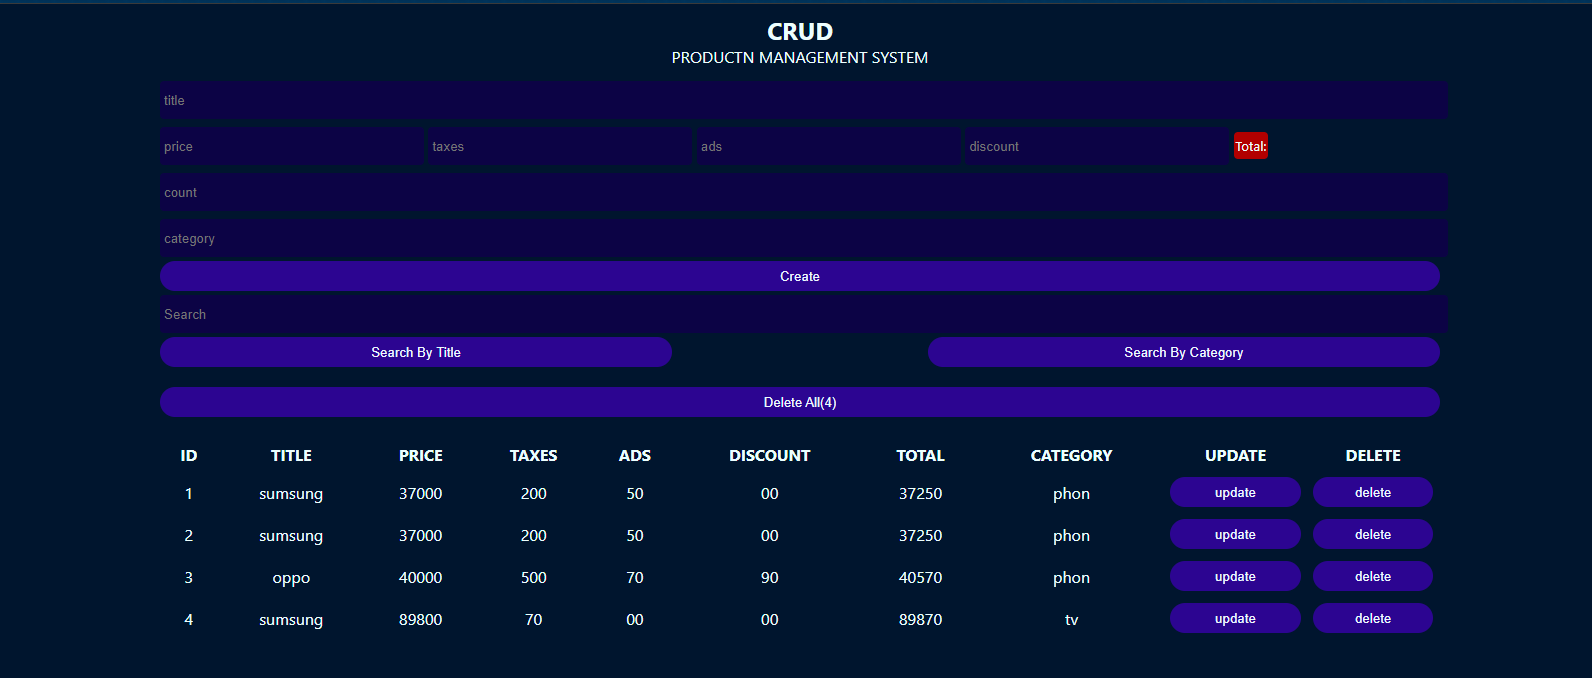 CRUD
PRODUCTN MANAGEMENT SYSTEM
title
price taxes ads discount Total:
count
category
Create
Search
Search By Title Search By Category
Delete All(4)
ID TITLE PRICE TAXES ADS DISCOUNT TOTAL CATEGORY UPDATE DELETE
1 sumsung 37000 200 50 00 37250 phon update delete
2 sumsung 37000 200 50 00 37250 phon update delete
3 oppo 40000 500 70 90 40570 phon update delete
4 sumsung 89800 70 00 00 89870 tv update delete